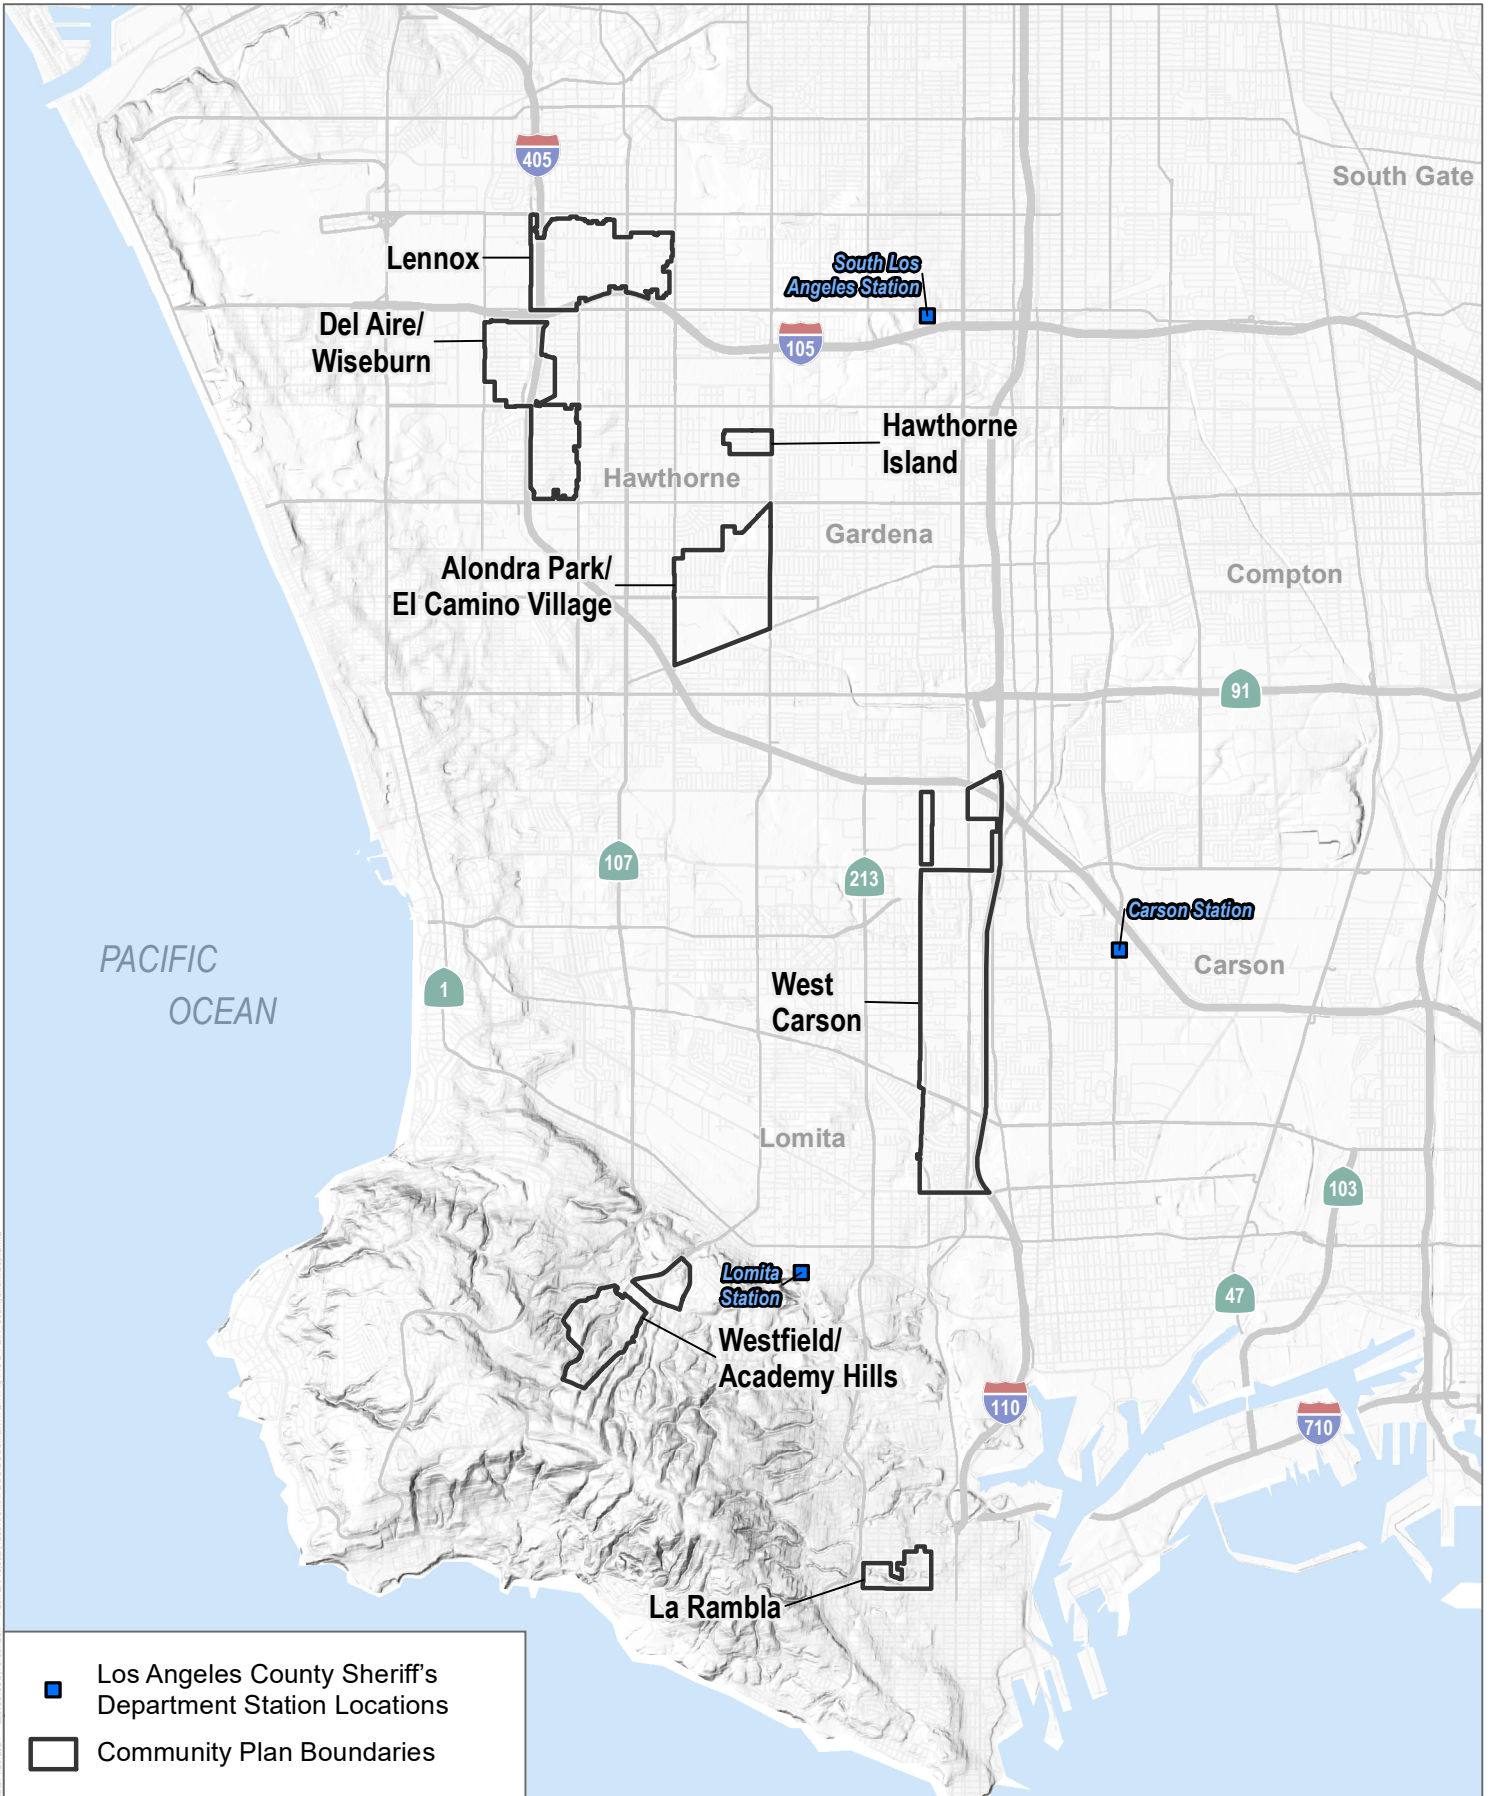 405
South Gate
Lennox
South Los
Angeles Station
Del Aire/
Wiseburn
105
Hawthorne
Island
Hawthorne
Gardena
Alondra Park/
El Camino Village
Compton
91
107
213
Carson Station
PACIFIC
OCEAN
Carson
1
West
Carson
Lomita
103
Lomita
Station
47
Westfield/
Academy Hills
110
710
La Rambla
Los Angeles County Sheriff's
Department Station Locations
Community Plan Boundaries